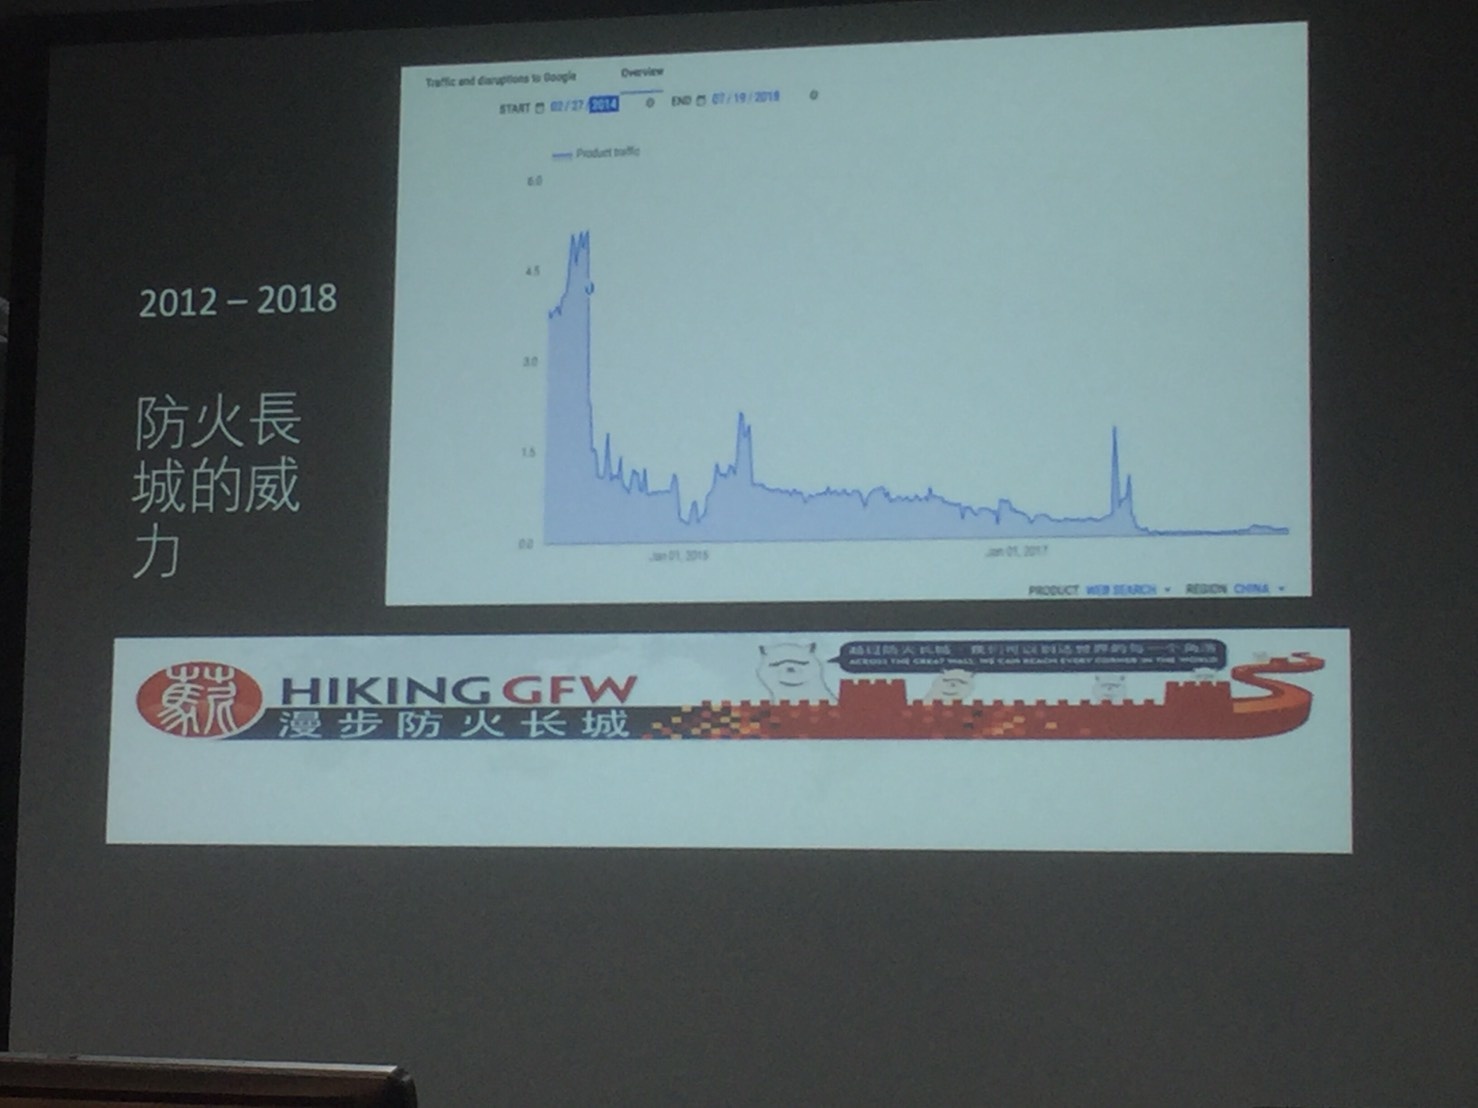 Traffic and disruptions to Google
Overview
START 02/27/2014
END 07/19/2018
Product traffic
6.0
4.5
3.0
1.5
0.0
Jan 01, 2015
Jan 01, 2017
PRODUCT WEB SEARCH
REGION CHINA
2012 – 2018
防火長
城的威
力
HIKING GFW
漫步防火长城
越过防火长城，我们可以到达世界的每一个角落
ACROSS THE GREAT WALL, WE CAN REACH EVERY CORNER IN THE WORLD